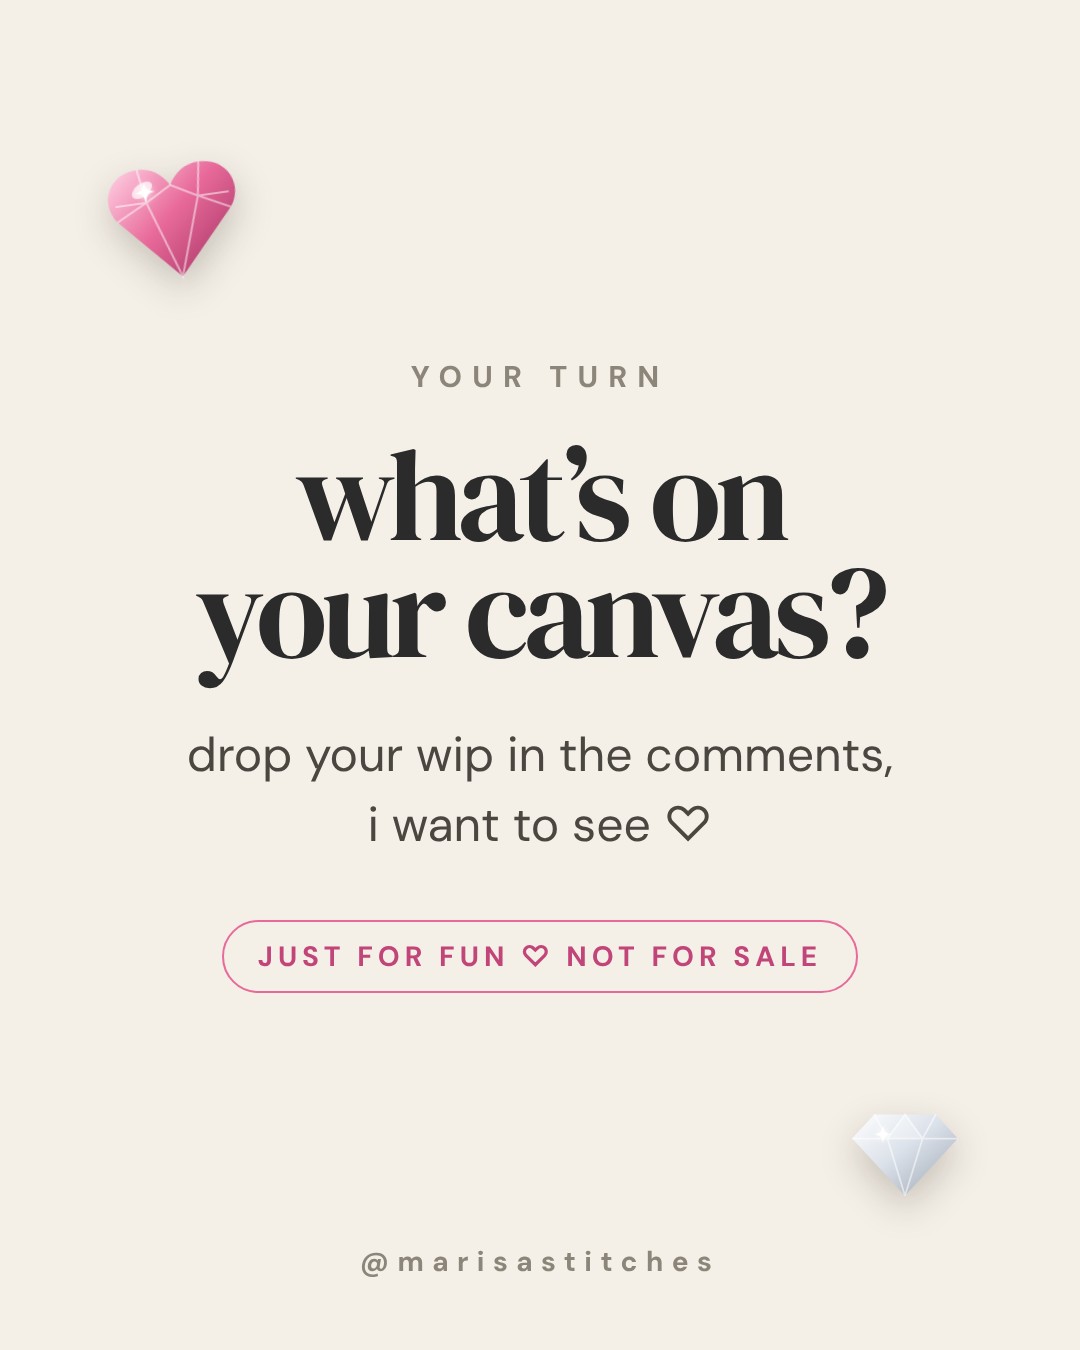 YOUR TURN
what’s on
your canvas?
drop your wip in the comments,
i want to see ♡
JUST FOR FUN ♡ NOT FOR SALE
@marisastitches